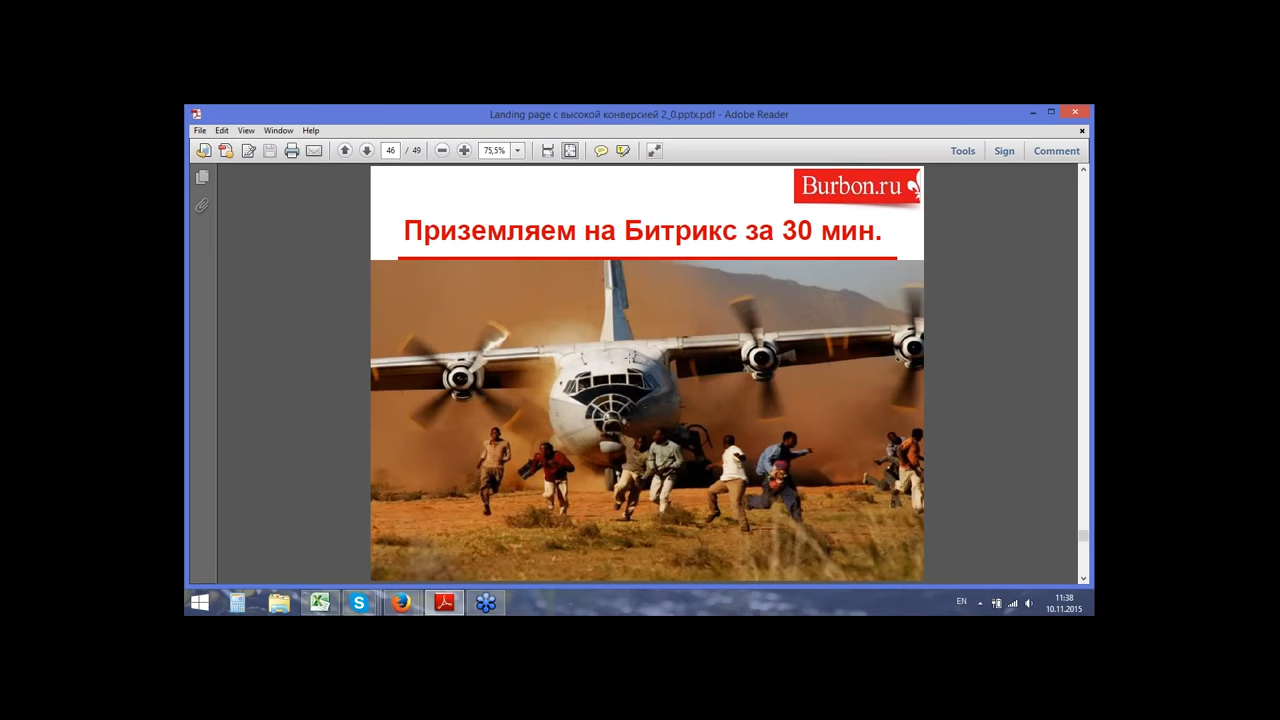 Landing page с высокой конверсией 2_0.pptx.pdf - Adobe Reader
File Edit View Window Help
46 / 49 75,5% Tools Sign Comment
Burbon.ru
Приземляем на Битрикс за 30 мин.
EN 11:38
10.11.2015